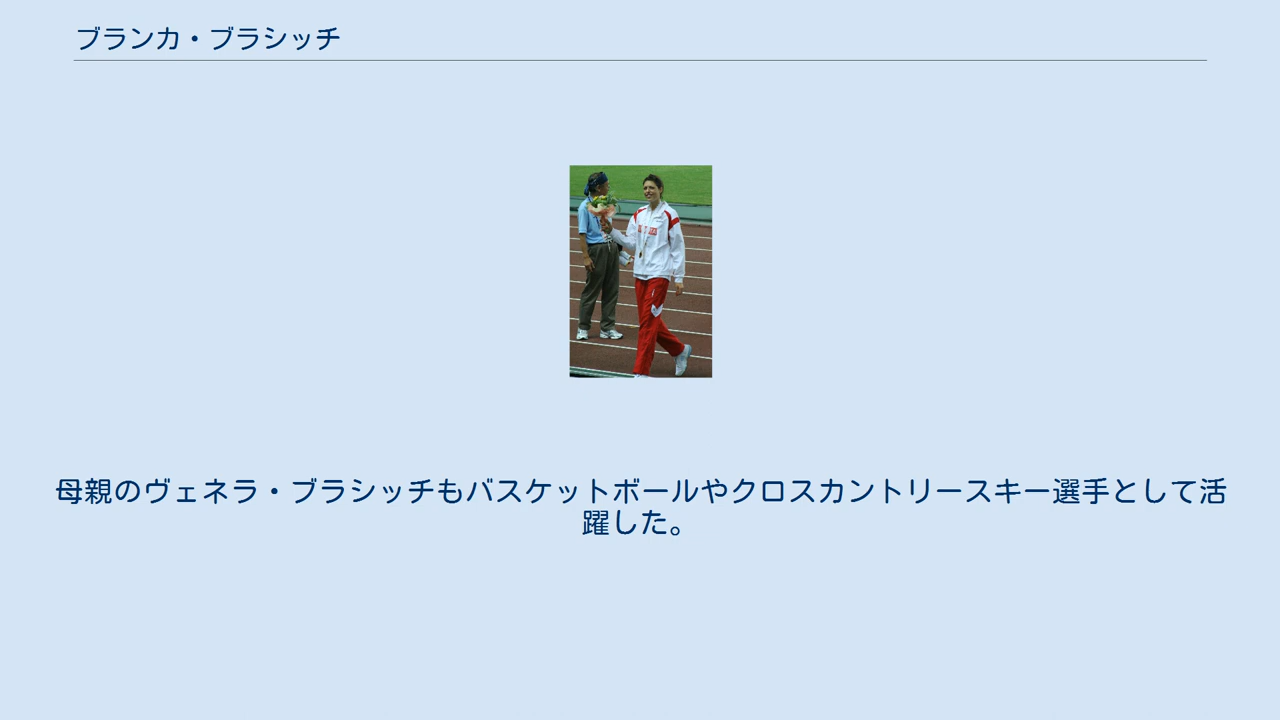 ブランカ・ブラシッチ
母親のヴェネラ・ブラシッチもバスケットボールやクロスカントリースキー選手として活
躍した。